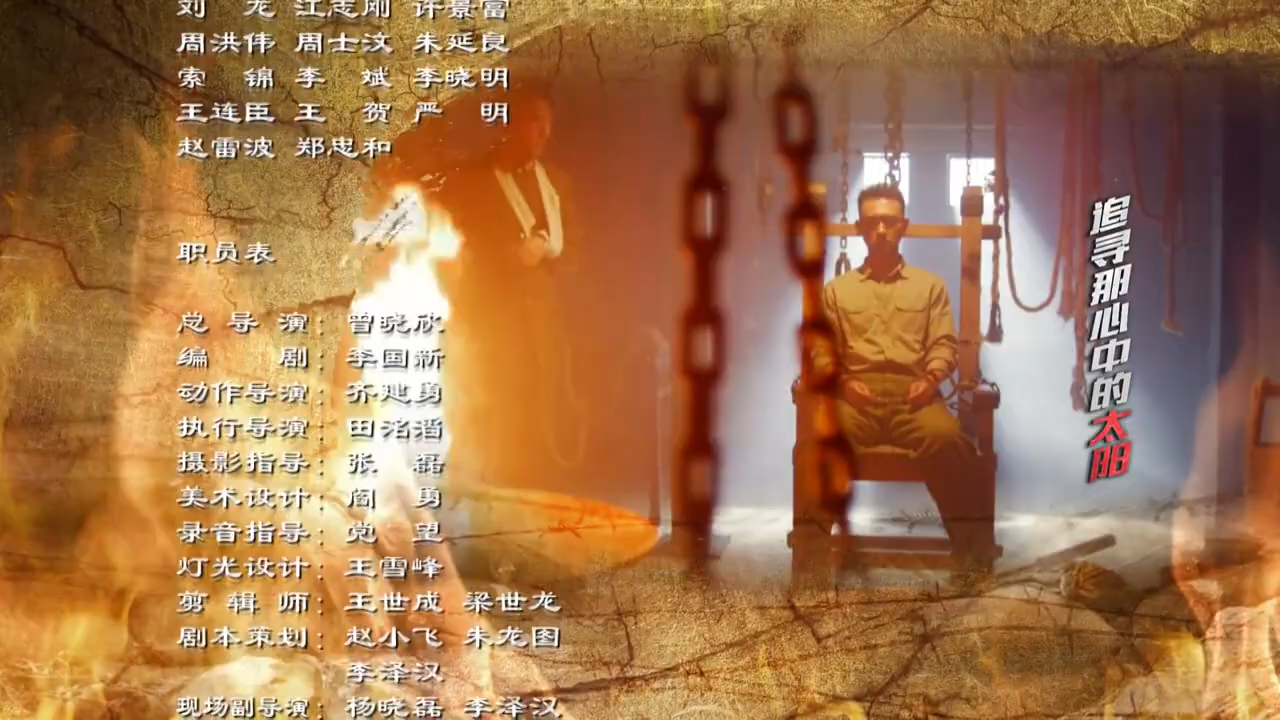 刘 龙 江志刚 许景富
周洪伟 周士汶 朱延良
索 锦 李 斌 李晓明
王连臣 王 贺 严 明
赵雷波 郑忠和
职员表
总导演：曾晓欣
编 剧：李国新
动作导演：齐建勇
执行导演：田洺滔
摄影指导：张 磊
美术设计：阎 勇
录音指导：党 望
灯光设计：王雪峰
剪辑师：王世成 梁世龙
剧本策划：赵小飞 朱龙图
李泽汉
现场副导演：杨晓磊 李泽汉
追寻那心中的太阳